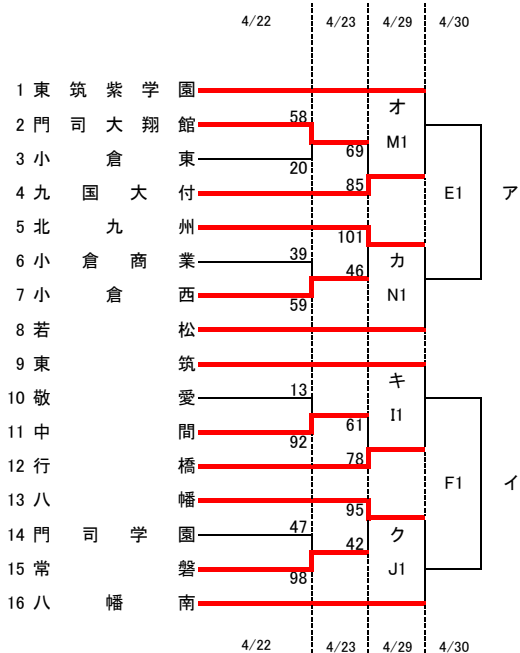 4/22 4/23 4/29 4/30
1 東筑紫学園
オ
2 門司大翔館 58
M1
3 小倉東 20 69
4 九国大付 85
E1 ア
5 北九州 101
6 小倉商業 39
カ
7 小倉西 59 46
N1
8 若松
9 東筑
キ
10 敬愛 13
I1
11 中間 92 61
12 行橋 78
F1 イ
13 八幡 95
14 門司学園 47
ク
15 常磐 98 42
J1
16 八幡南
4/22 4/23 4/29 4/30